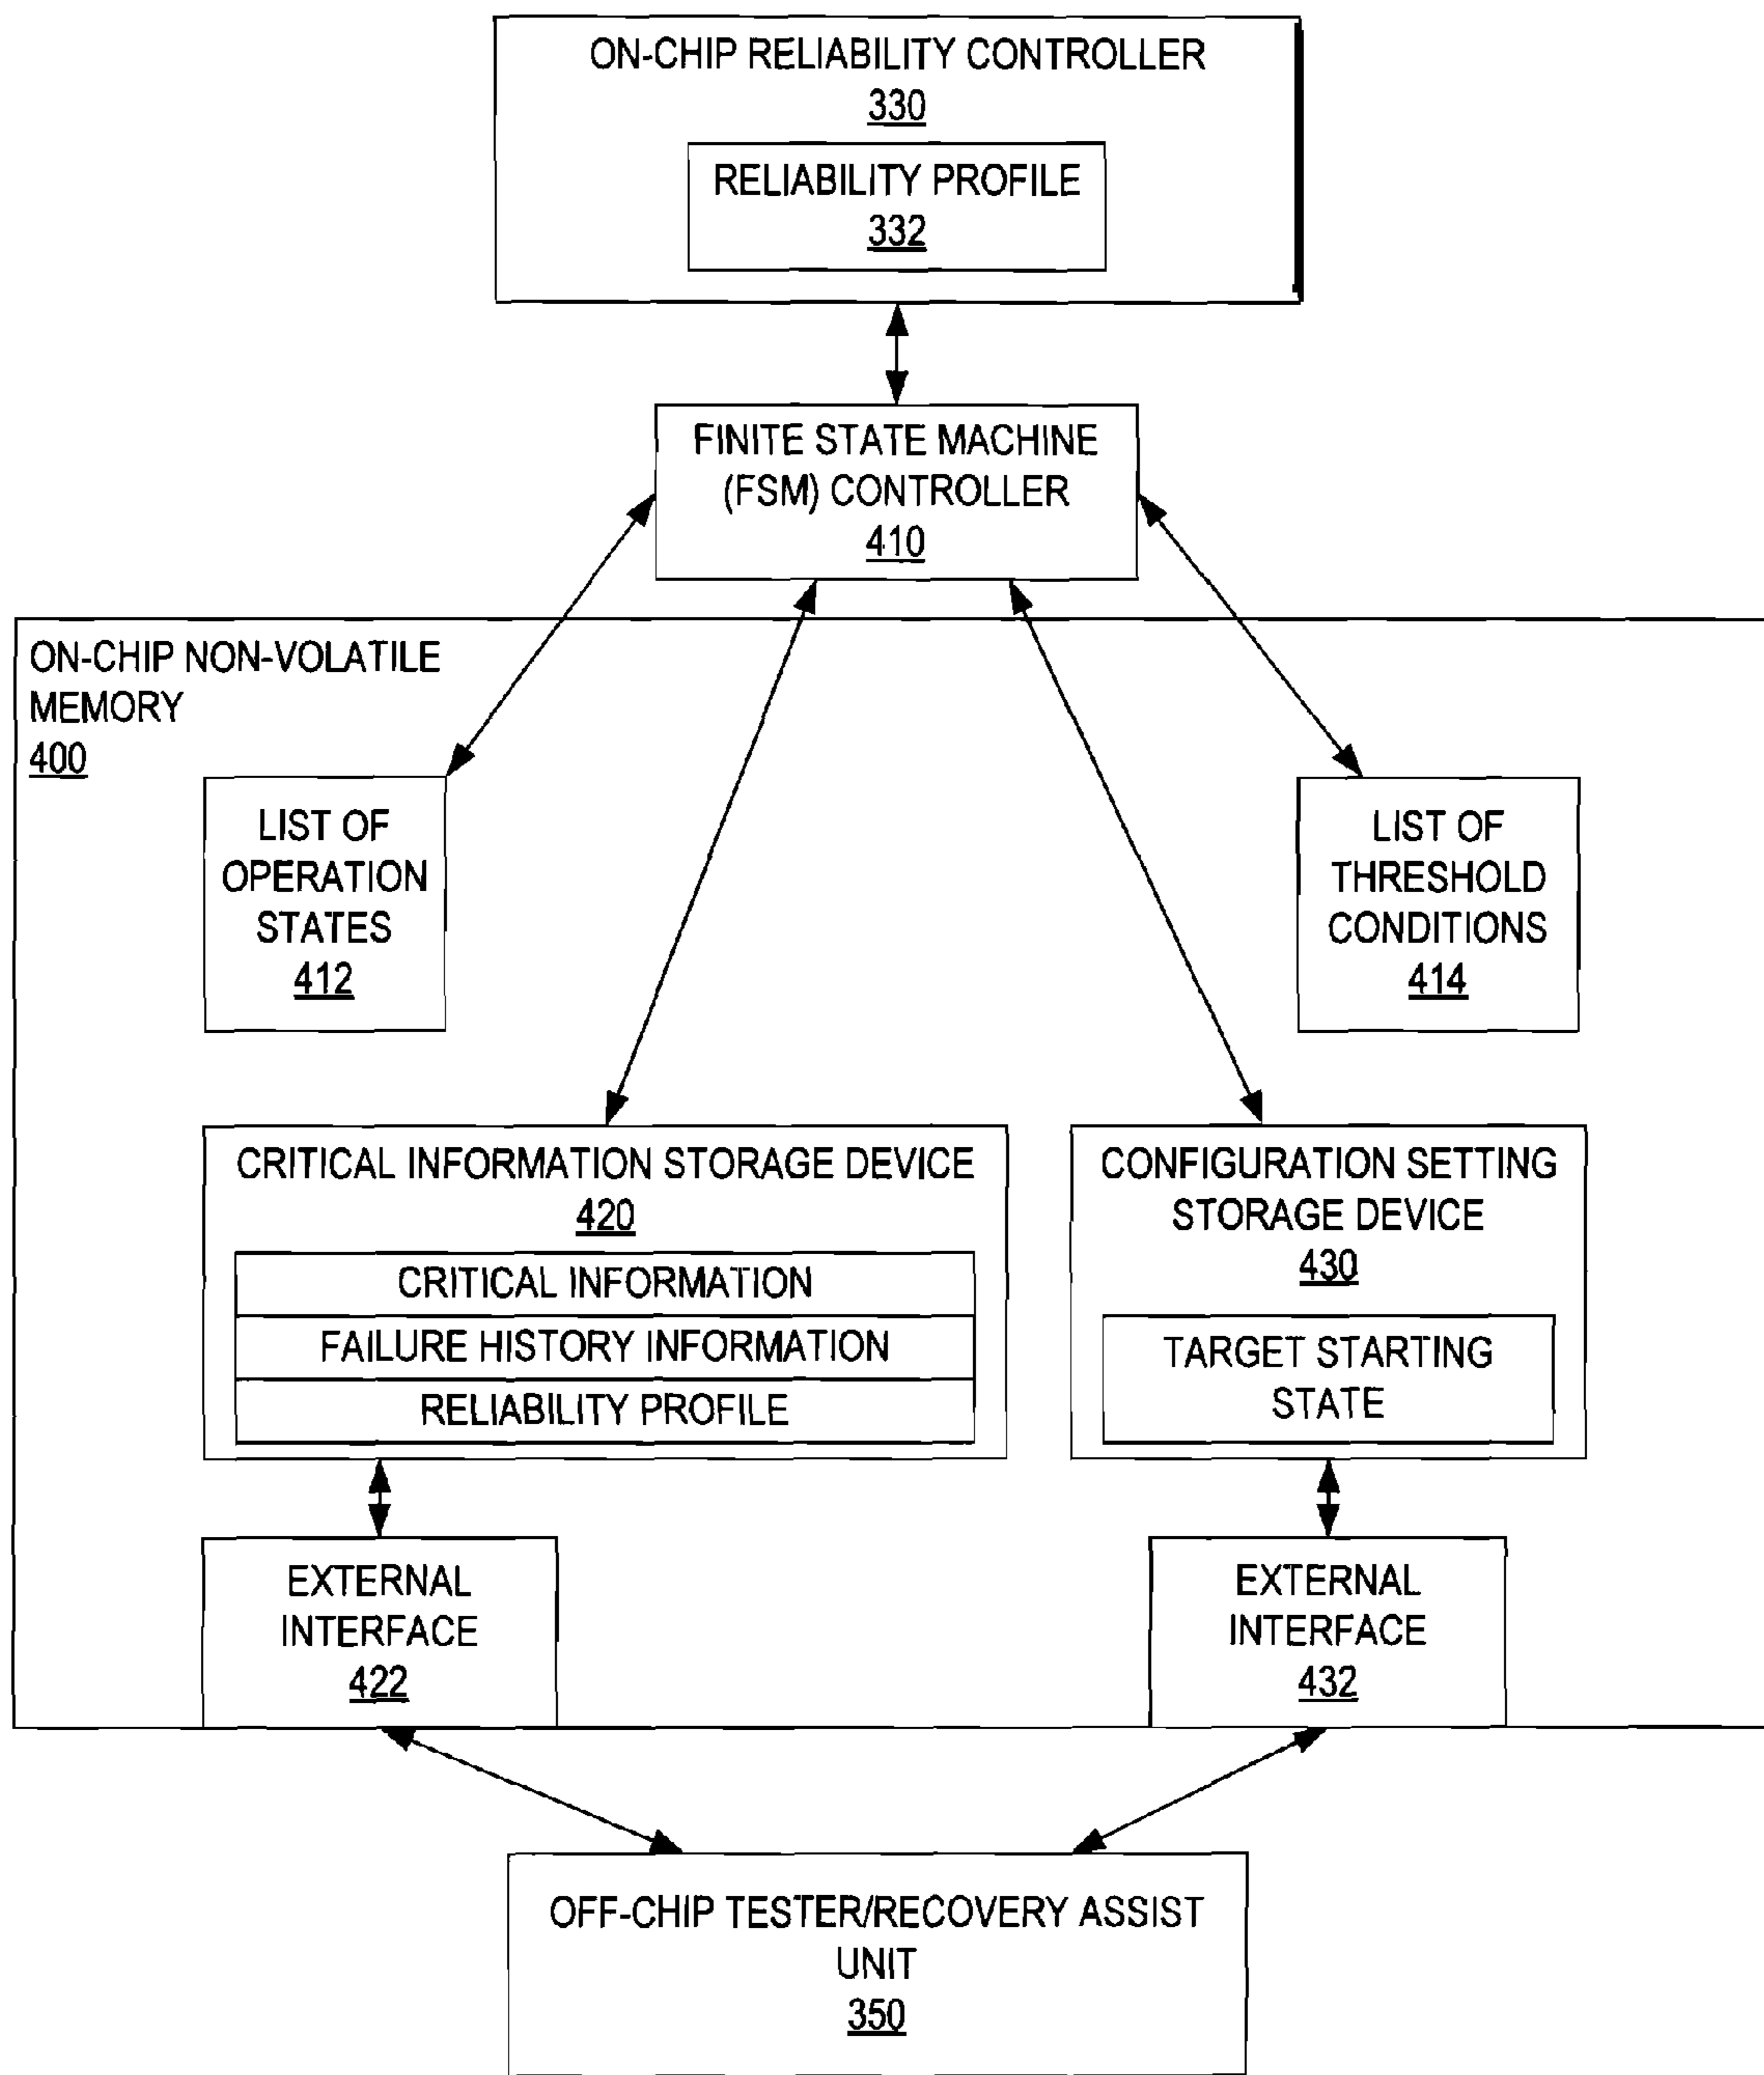 ON-CHIP RELIABILITY CONTROLLER
330
RELIABILITY PROFILE
332
FINITE STATE MACHINE
(FSM) CONTROLLER
410
ON-CHIP NON-VOLATILE
MEMORY
400
LIST OF
OPERATION
STATES
412
LIST OF
THRESHOLD
CONDITIONS
414
CRITICAL INFORMATION STORAGE DEVICE
420
CRITICAL INFORMATION
FAILURE HISTORY INFORMATION
RELIABILITY PROFILE
CONFIGURATION SETTING
STORAGE DEVICE
430
TARGET STARTING
STATE
EXTERNAL
INTERFACE
422
EXTERNAL
INTERFACE
432
OFF-CHIP TESTER/RECOVERY ASSIST
UNIT
350